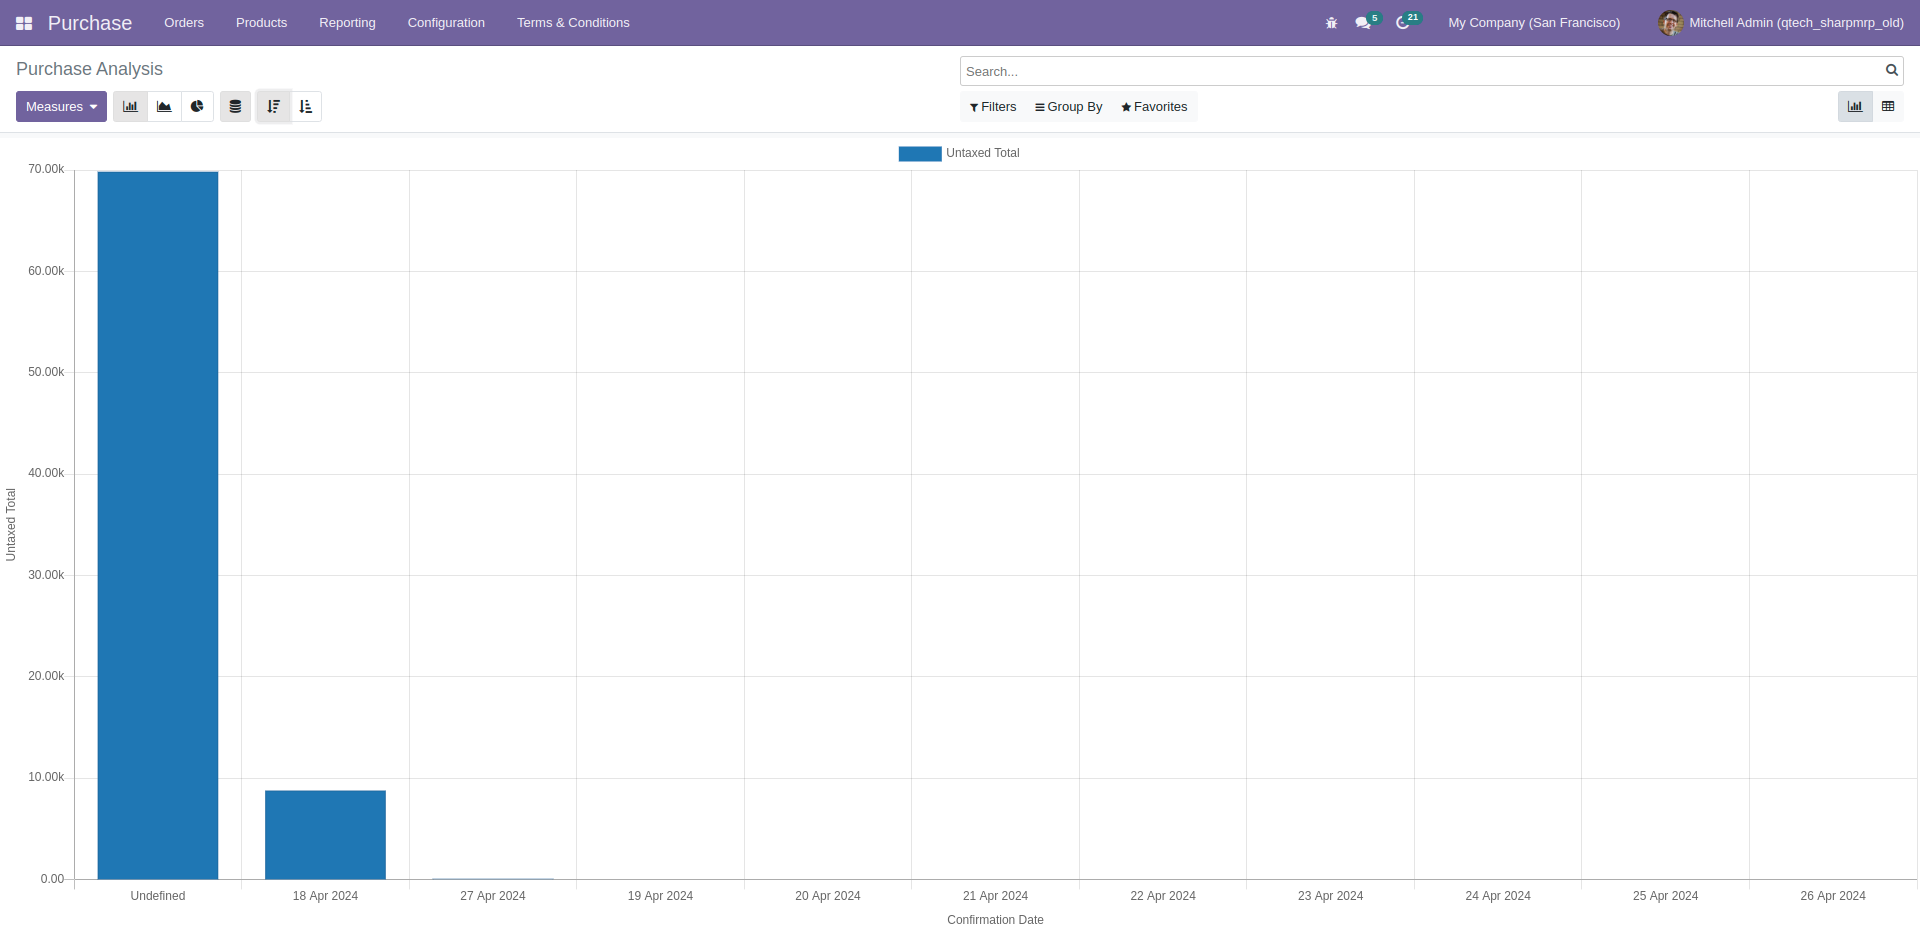 Purchase Orders Products Reporting Configuration Terms & Conditions 5 21 My Company (San Francisco) Mitchell Admin (qtech_sharpmrp_old)
Purchase Analysis
Search...
Measures Filters Group By Favorites
Untaxed Total
70.00k
60.00k
50.00k
40.00k
30.00k
20.00k
10.00k
0.00
Untaxed Total
Undefined 18 Apr 2024 27 Apr 2024 19 Apr 2024 20 Apr 2024 21 Apr 2024 22 Apr 2024 23 Apr 2024 24 Apr 2024 25 Apr 2024 26 Apr 2024
Confirmation Date